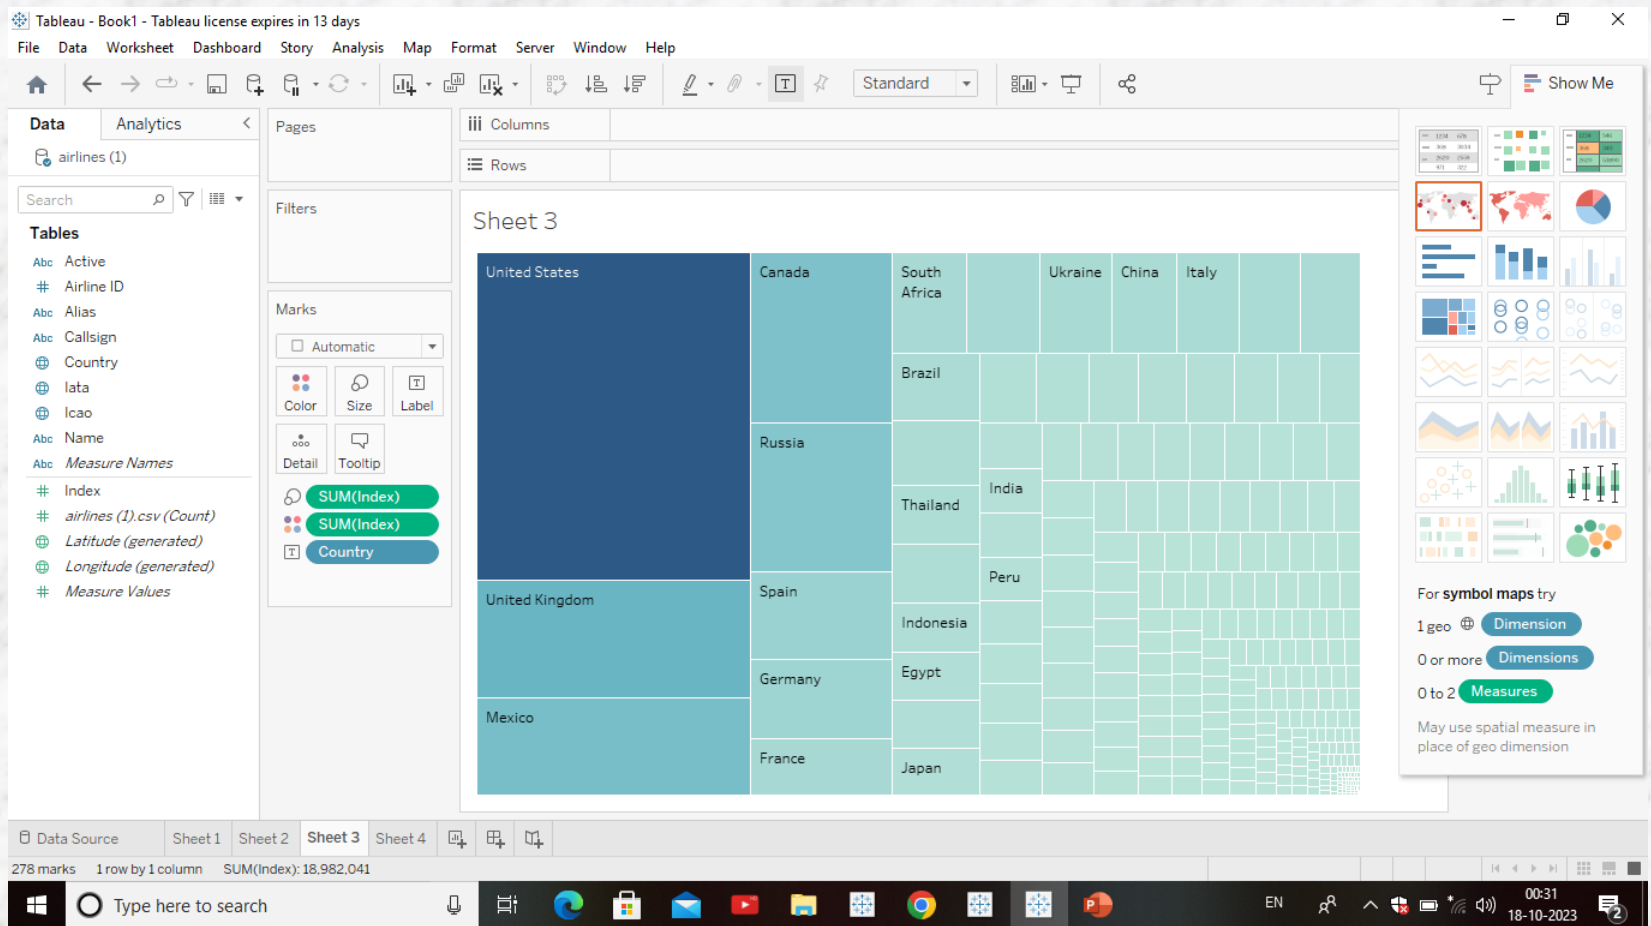 Tableau - Book1 - Tableau license expires in 13 days
File Data Worksheet Dashboard Story Analysis Map Format Server Window Help
Standard
Show Me
Data Analytics
airlines (1)
Search
Tables
Abc Active
# Airline ID
Abc Alias
Abc Callsign
Country
Iata
Icao
Abc Name
Abc Measure Names
# Index
# airlines (1).csv (Count)
Latitude (generated)
Longitude (generated)
# Measure Values
Pages
Filters
Marks
Automatic
Color Size Label
Detail Tooltip
SUM(Index)
SUM(Index)
T Country
Columns
Rows
Sheet 3
United States
United Kingdom
Mexico
Canada
Russia
Spain
Germany
France
South
Africa
Brazil
Thailand
Indonesia
Egypt
Japan
India
Peru
Ukraine
China
Italy
For symbol maps try
1 geo Dimension
0 or more Dimensions
0 to 2 Measures
May use spatial measure in
place of geo dimension
Data Source Sheet 1 Sheet 2 Sheet 3 Sheet 4
278 marks 1 row by 1 column SUM(Index): 18,982,041
Type here to search
EN
00:31
18-10-2023
2